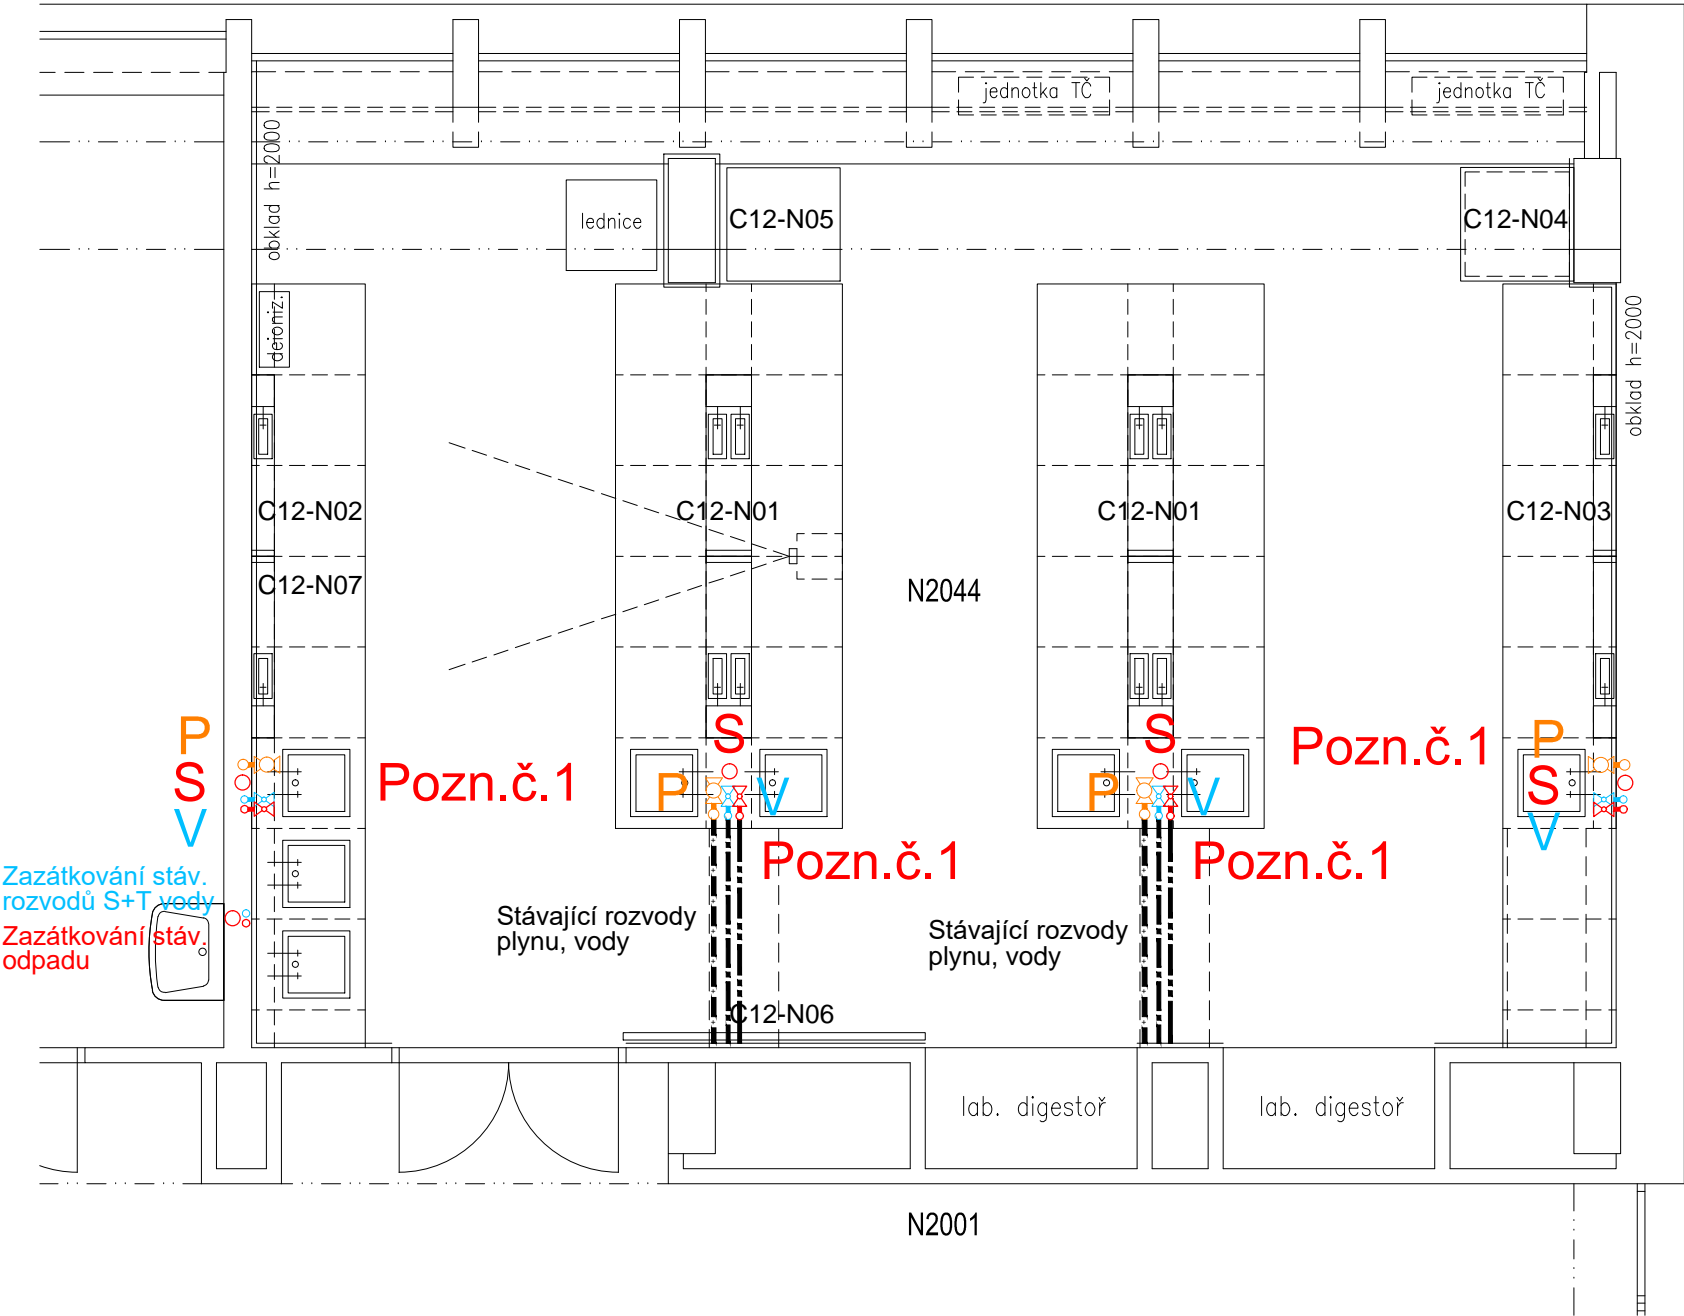 jednotka TČ
jednotka TČ
obklad h=2000
lednice
C12-N05
C12-N04
deioniz.
obklad h=2000
C12-N02
C12-N01
C12-N01
C12-N03
C12-N07
N2044
P
S
V
Pozn.č.1
S
P
V
Pozn.č.1
S
P
V
Pozn.č.1
Pozn.č.1
P
S
V
Zazátkování stáv.
rozvodů S+T vody
Zazátkování stáv.
odpadu
Stávající rozvody
plynu, vody
Stávající rozvody
plynu, vody
C12-N06
lab. digestoř
lab. digestoř
N2001